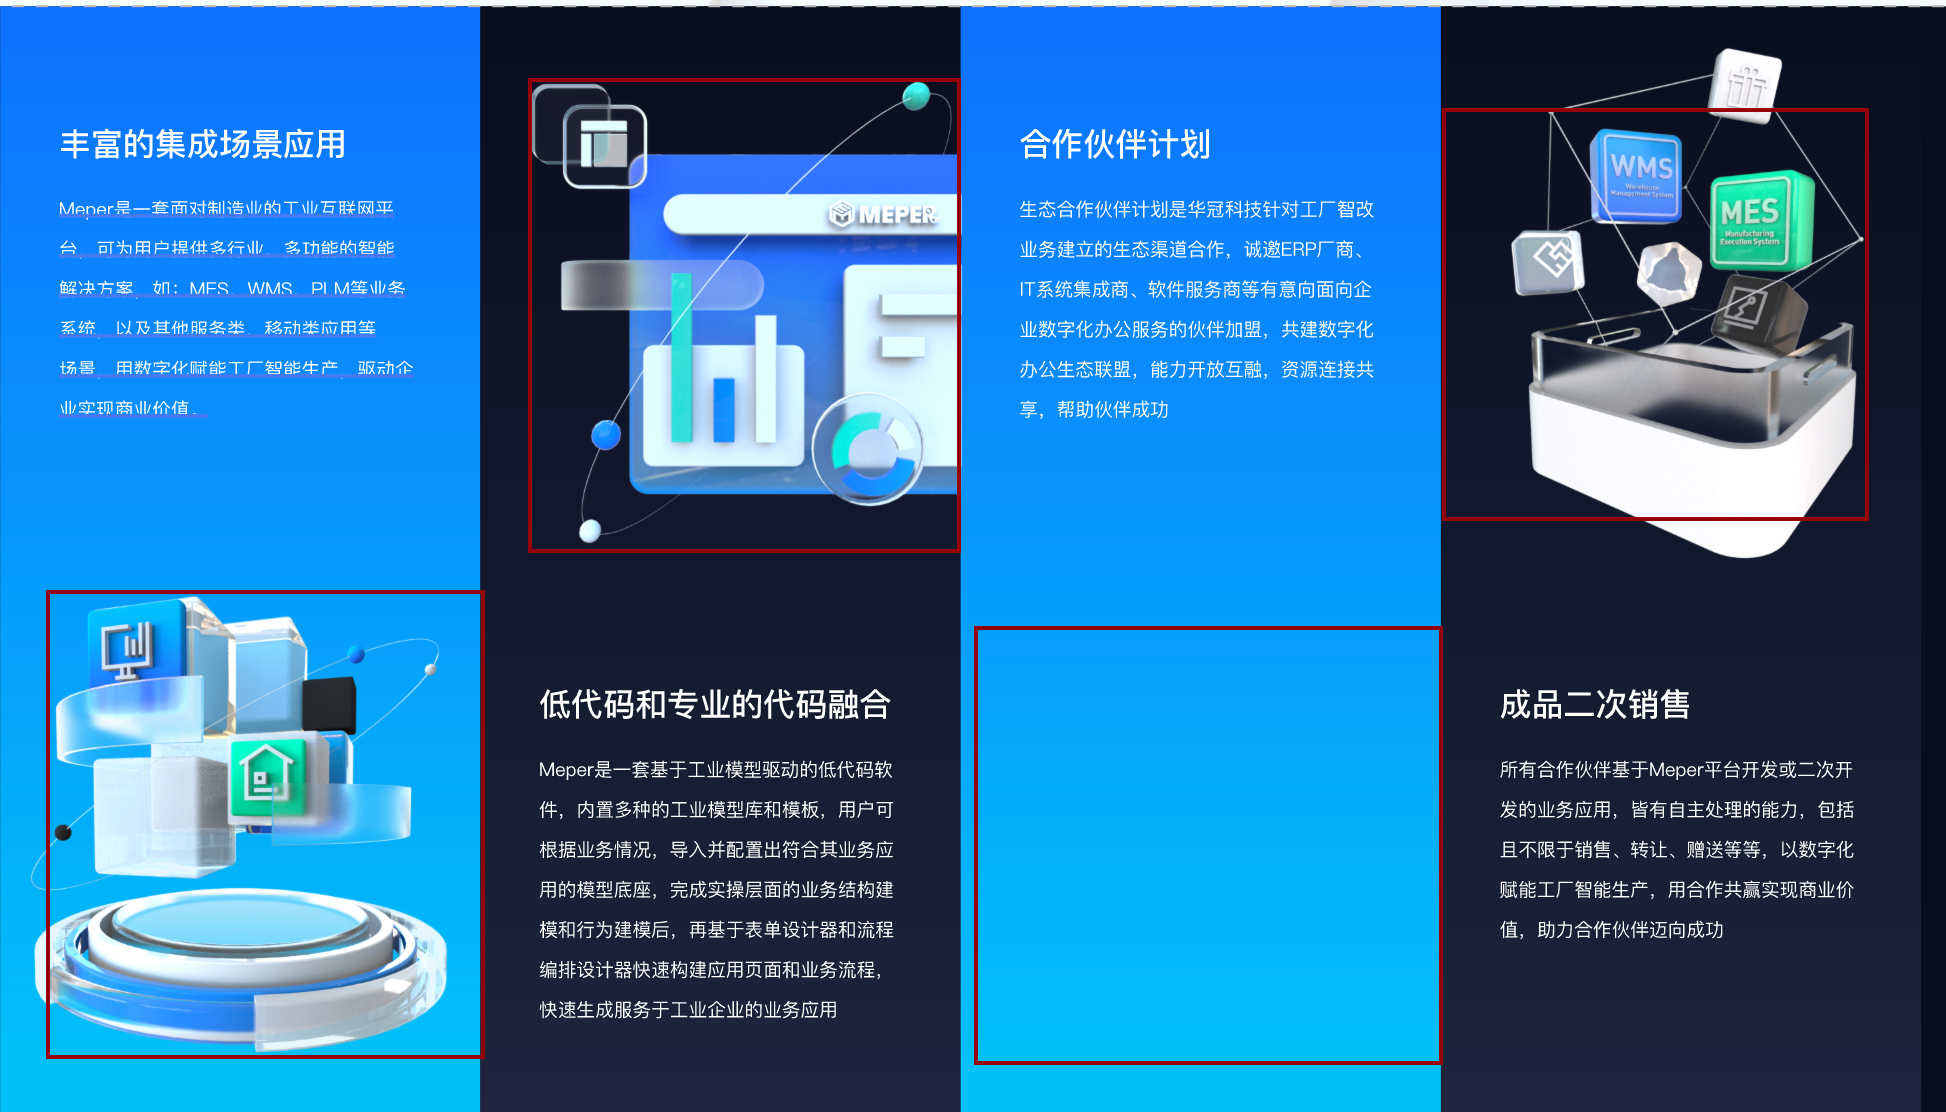 丰富的集成场景应用
Meper是一套面对制造业的工业互联网平
台，可为用户提供多行业、多功能的智能
解决方案，如：MES、WMS、PLM等业务
系统，以及其他服务类、移动类应用等
场景，用数字化赋能工厂智能生产，驱动企
业实现商业价值。
MEPER
低代码和专业的代码融合
Meper是一套基于工业模型驱动的低代码软
件，内置多种的工业模型库和模板，用户可
根据业务情况，导入并配置出符合其业务应
用的模型底座，完成实操层面的业务结构建
模和行为建模后，再基于表单设计器和流程
编排设计器快速构建应用页面和业务流程，
快速生成服务于工业企业的业务应用
合作伙伴计划
生态合作伙伴计划是华冠科技针对工厂智改
业务建立的生态渠道合作，诚邀ERP厂商、
IT系统集成商、软件服务商等有意向面向企
业数字化办公服务的伙伴加盟，共建数字化
办公生态联盟，能力开放互融，资源连接共
享，帮助伙伴成功
WMS
Warehouse
Management System
MES
Manufacturing
Execution System
成品二次销售
所有合作伙伴基于Meper平台开发或二次开
发的业务应用，皆有自主处理的能力，包括
且不限于销售、转让、赠送等等，以数字化
赋能工厂智能生产，用合作共赢实现商业价
值，助力合作伙伴迈向成功